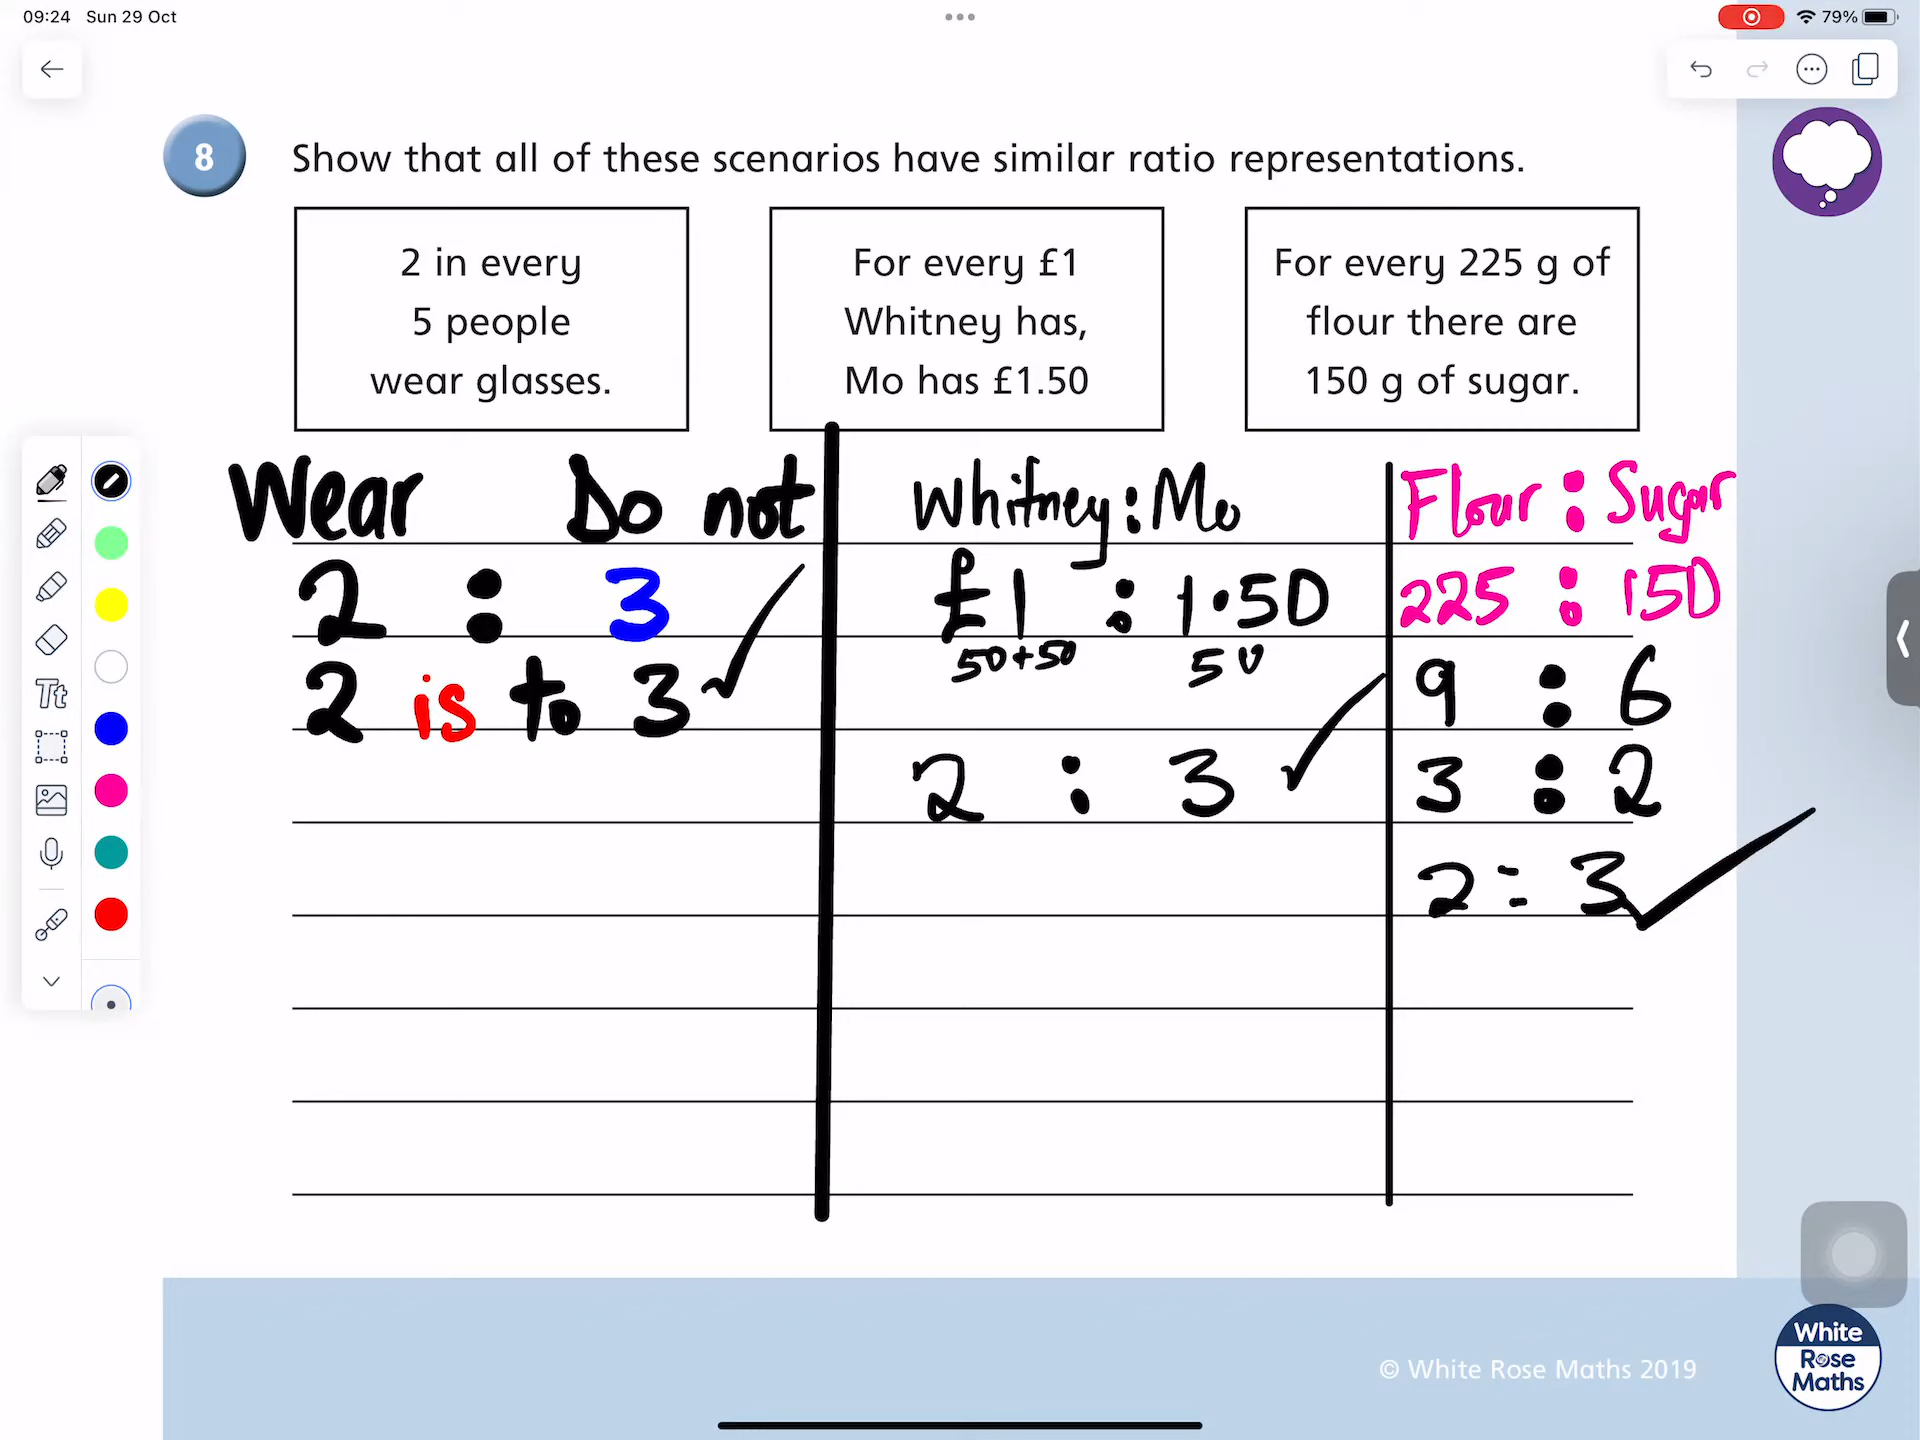 09:24 Sun 29 Oct
79%
8 Show that all of these scenarios have similar ratio representations.
2 in every
5 people
wear glasses.
For every £1
Whitney has,
Mo has £1.50
For every 225 g of
flour there are
150 g of sugar.
Wear Do not
2 : 3
2 is to 3
Whitney : Mo
£1 : 1.50
50+50 50
2 : 3
Flour : Sugar
225 : 150
9 : 6
3 : 2
2 : 3
Tt
© White Rose Maths 2019
White
Rose
Maths